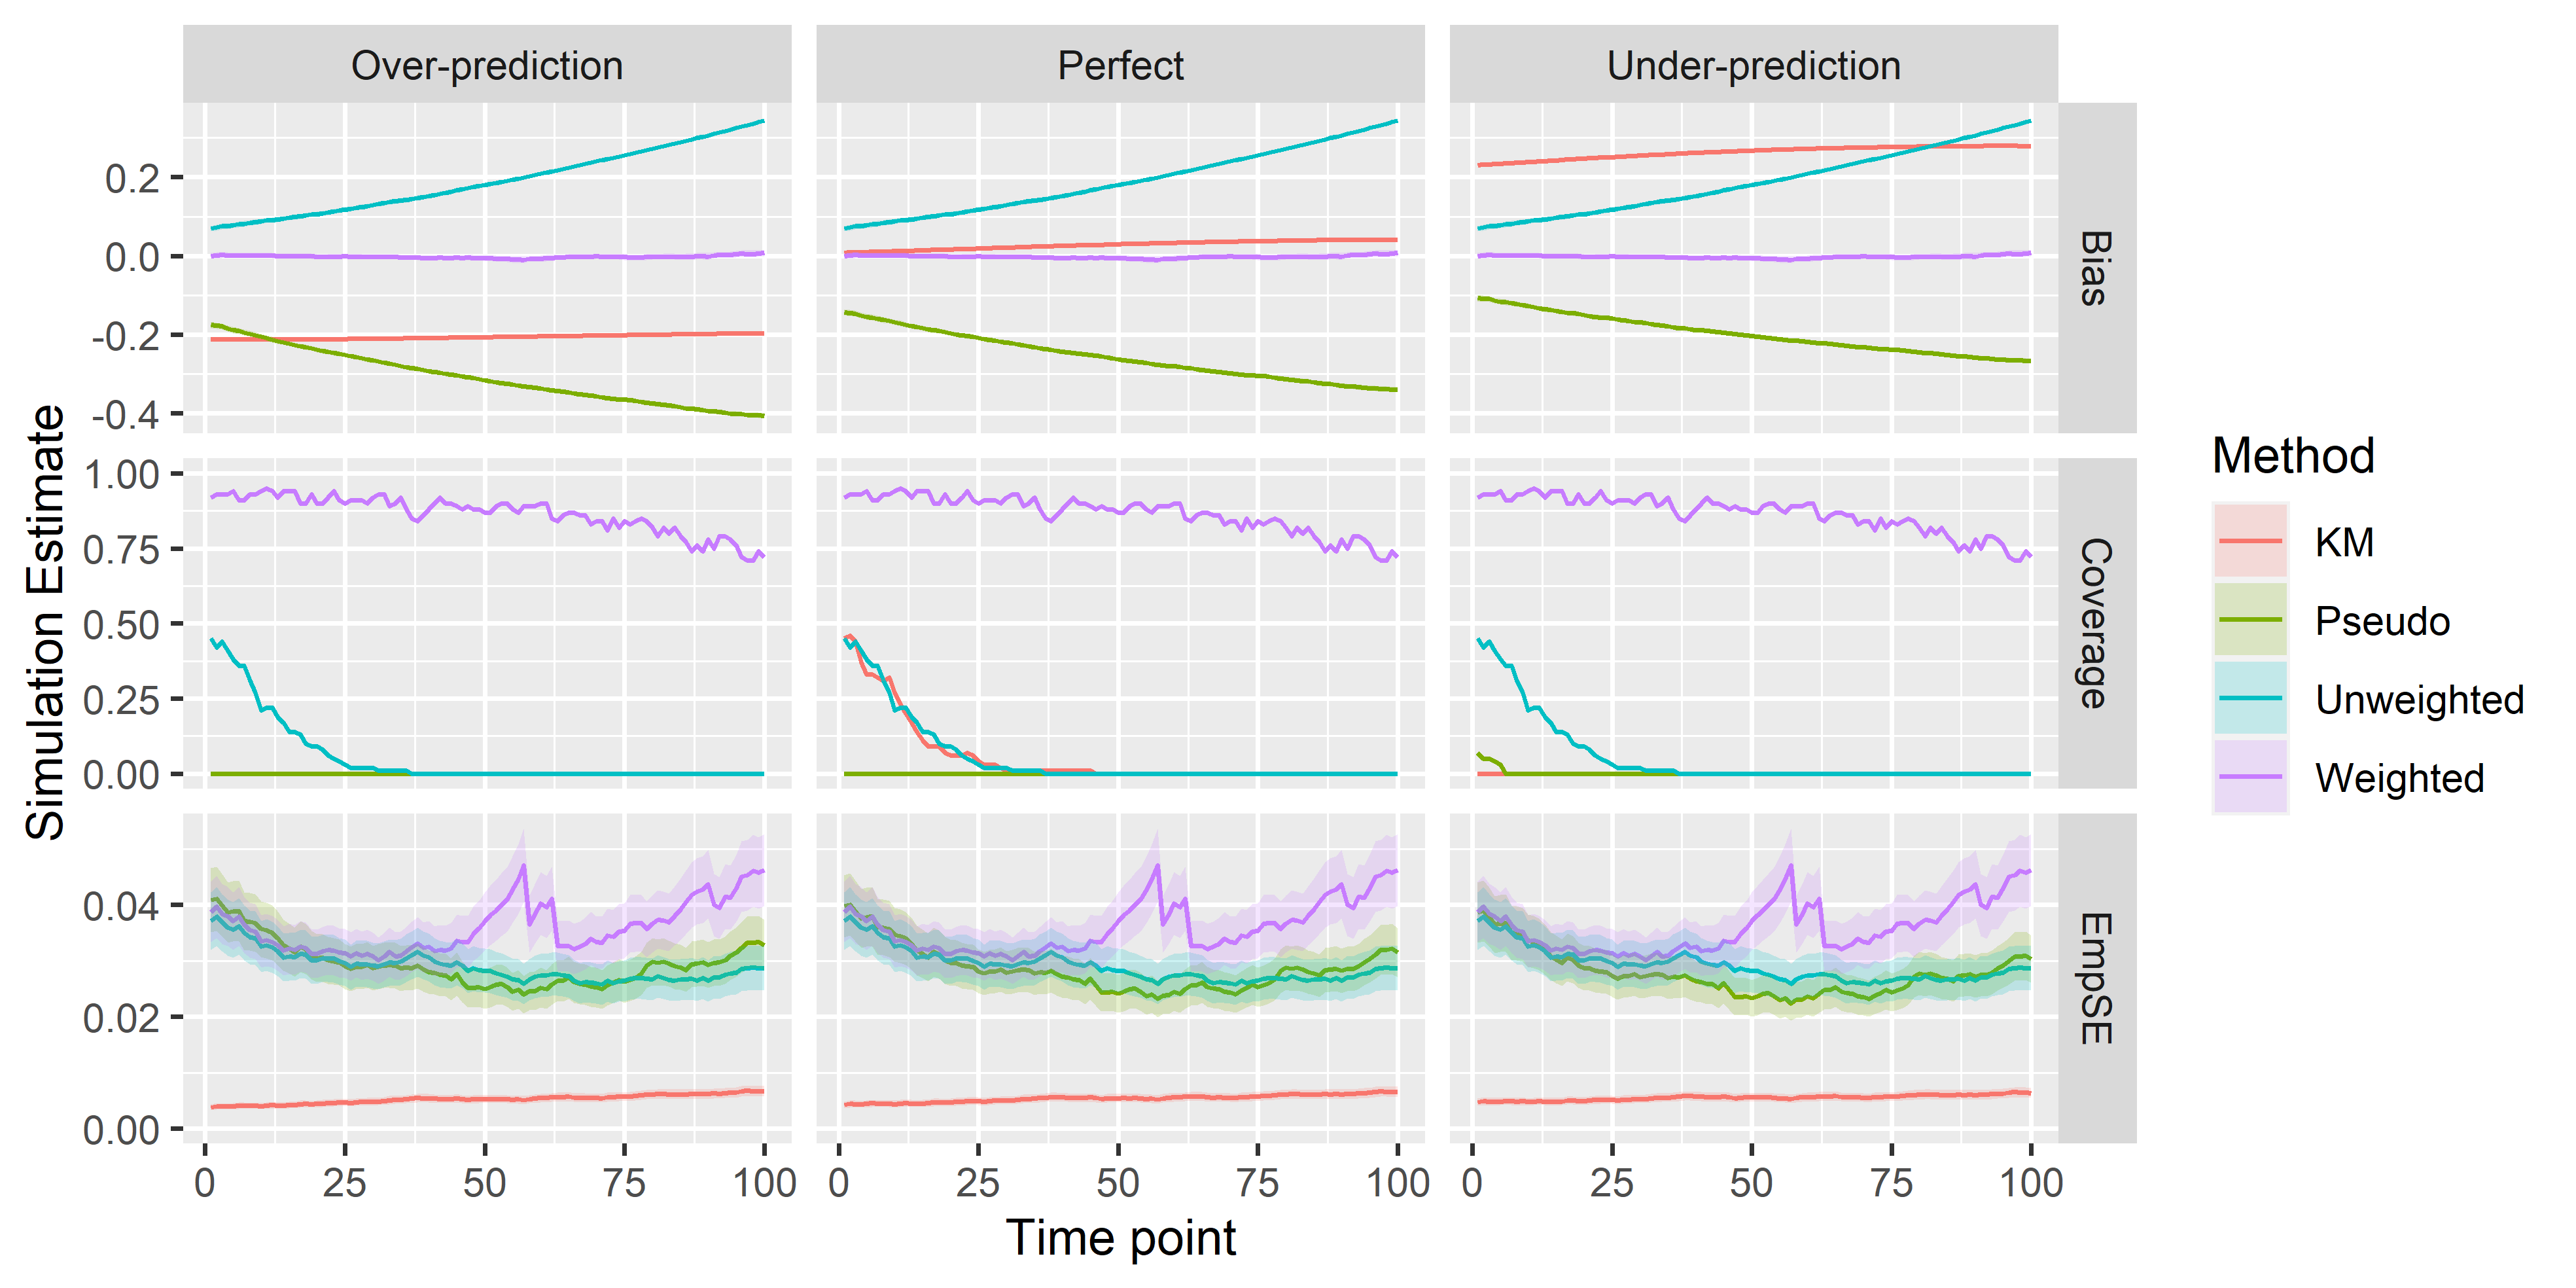 Over-prediction
Perfect
Under-prediction
0.2
0.0
-0.2
-0.4
Bias
1.00
0.75
0.50
0.25
0.00
Coverage
0.04
0.02
0.00
EmpSE
0 25 50 75 100
0 25 50 75 100
0 25 50 75 100
Time point
Simulation Estimate
Method
KM
Pseudo
Unweighted
Weighted